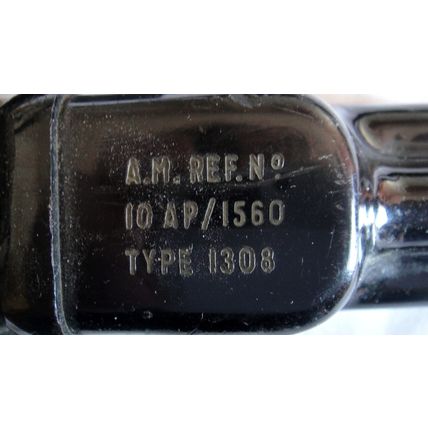 A.M. REF. Nº
10 AP/1560
TYPE 1308